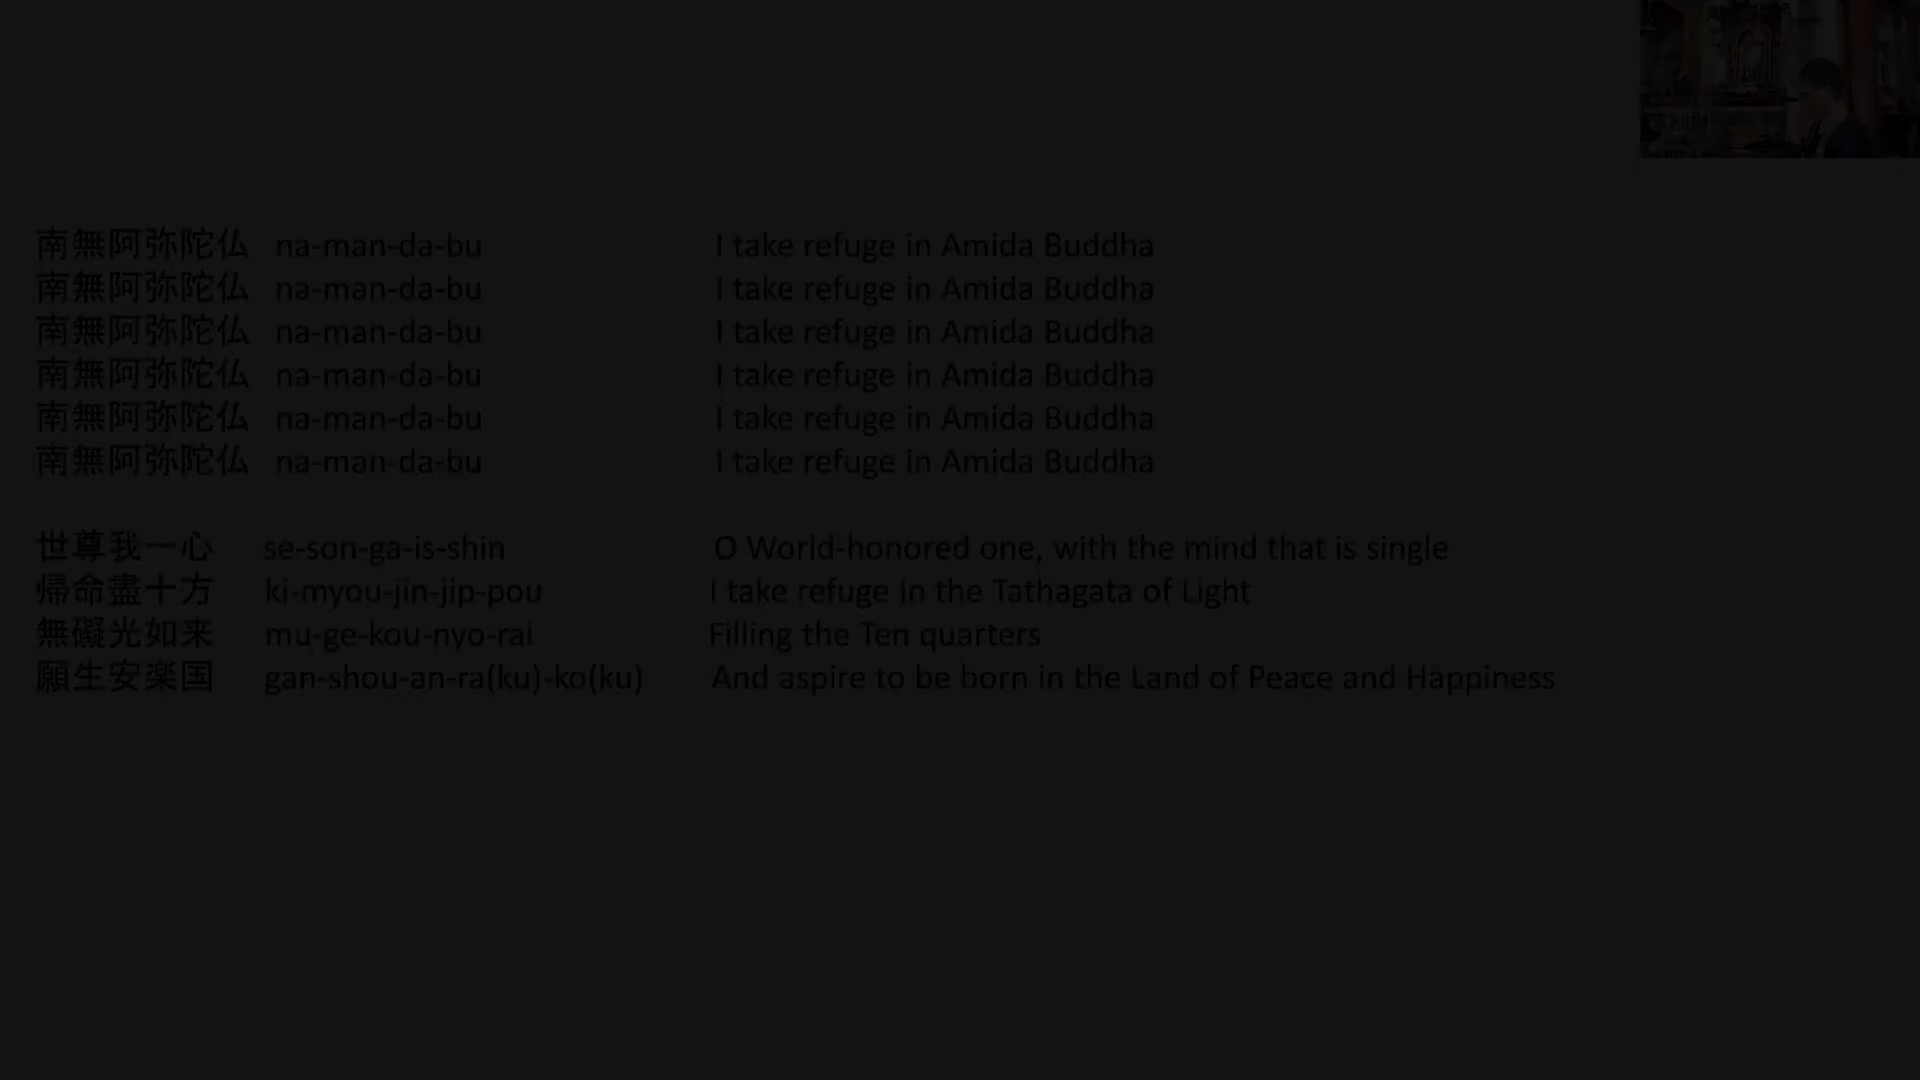 南無阿弥陀仏 na-man-da-bu I take refuge in Amida Buddha
南無阿弥陀仏 na-man-da-bu I take refuge in Amida Buddha
南無阿弥陀仏 na-man-da-bu I take refuge in Amida Buddha
南無阿弥陀仏 na-man-da-bu I take refuge in Amida Buddha
南無阿弥陀仏 na-man-da-bu I take refuge in Amida Buddha
南無阿弥陀仏 na-man-da-bu I take refuge in Amida Buddha
世尊我一心 se-son-ga-is-shin O World-honored one, with the mind that is single
帰命盡十方 ki-myou-jin-jip-pou I take refuge in the Tathagata of Light
無礙光如来 mu-ge-kou-nyo-rai Filling the Ten quarters
願生安楽国 gan-shou-an-ra(ku)-ko(ku) And aspire to be born in the Land of Peace and Happiness